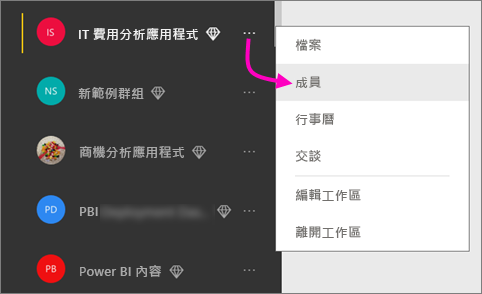 IS IT 費用分析應用程式 ...
NS 新範例群組 ...
商機分析應用程式 ...
PD PBI ...
PB Power BI 內容 ...
檔案
成員
行事曆
交談
編輯工作區
離開工作區